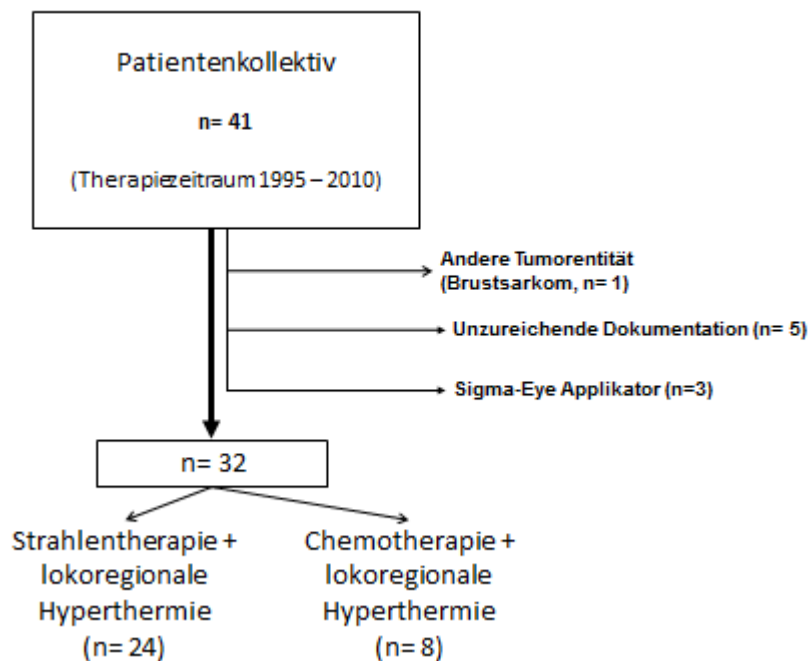 Patientenkollektiv
n= 41
(Therapiezeitraum 1995 – 2010)
Andere Tumorentität
(Brustsarkom, n= 1)
Unzureichende Dokumentation (n= 5)
Sigma-Eye Applikator (n=3)
n= 32
Strahlentherapie +
lokoregionale
Hyperthermie
(n= 24)
Chemotherapie +
lokoregionale
Hyperthermie
(n= 8)